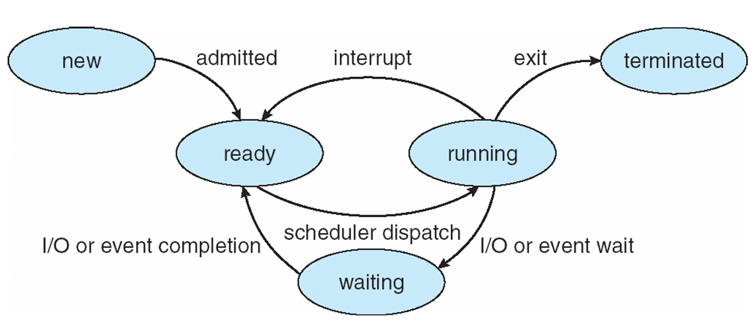 new
admitted
interrupt
exit
terminated
ready
running
I/O or event completion
scheduler dispatch
I/O or event wait
waiting